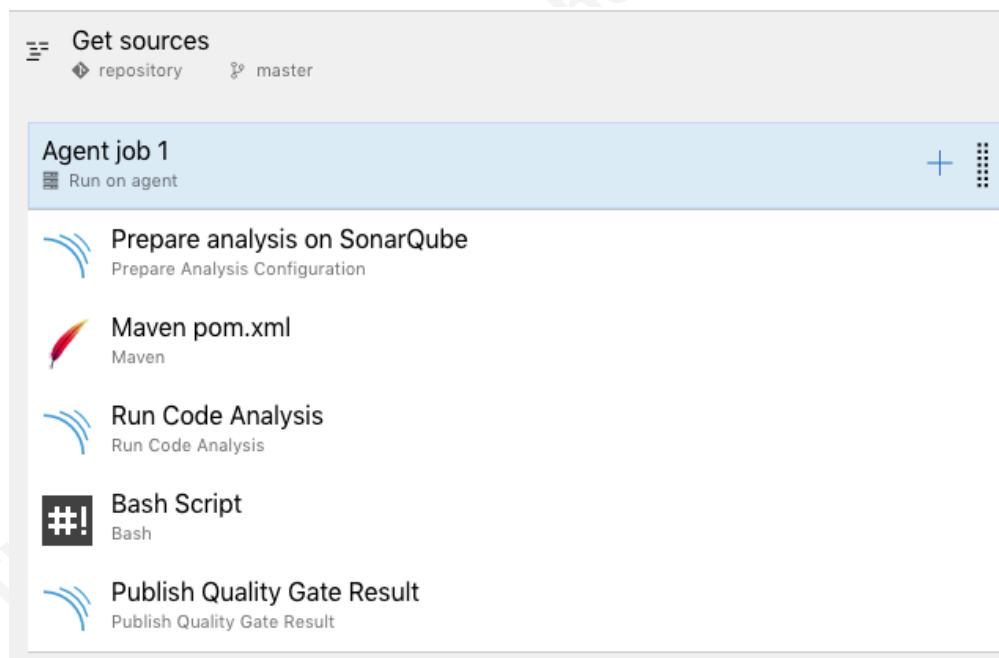 Get sources
repository master
Agent job 1
Run on agent
Prepare analysis on SonarQube
Prepare Analysis Configuration
Maven pom.xml
Maven
Run Code Analysis
Run Code Analysis
#! Bash Script
Bash
Publish Quality Gate Result
Publish Quality Gate Result